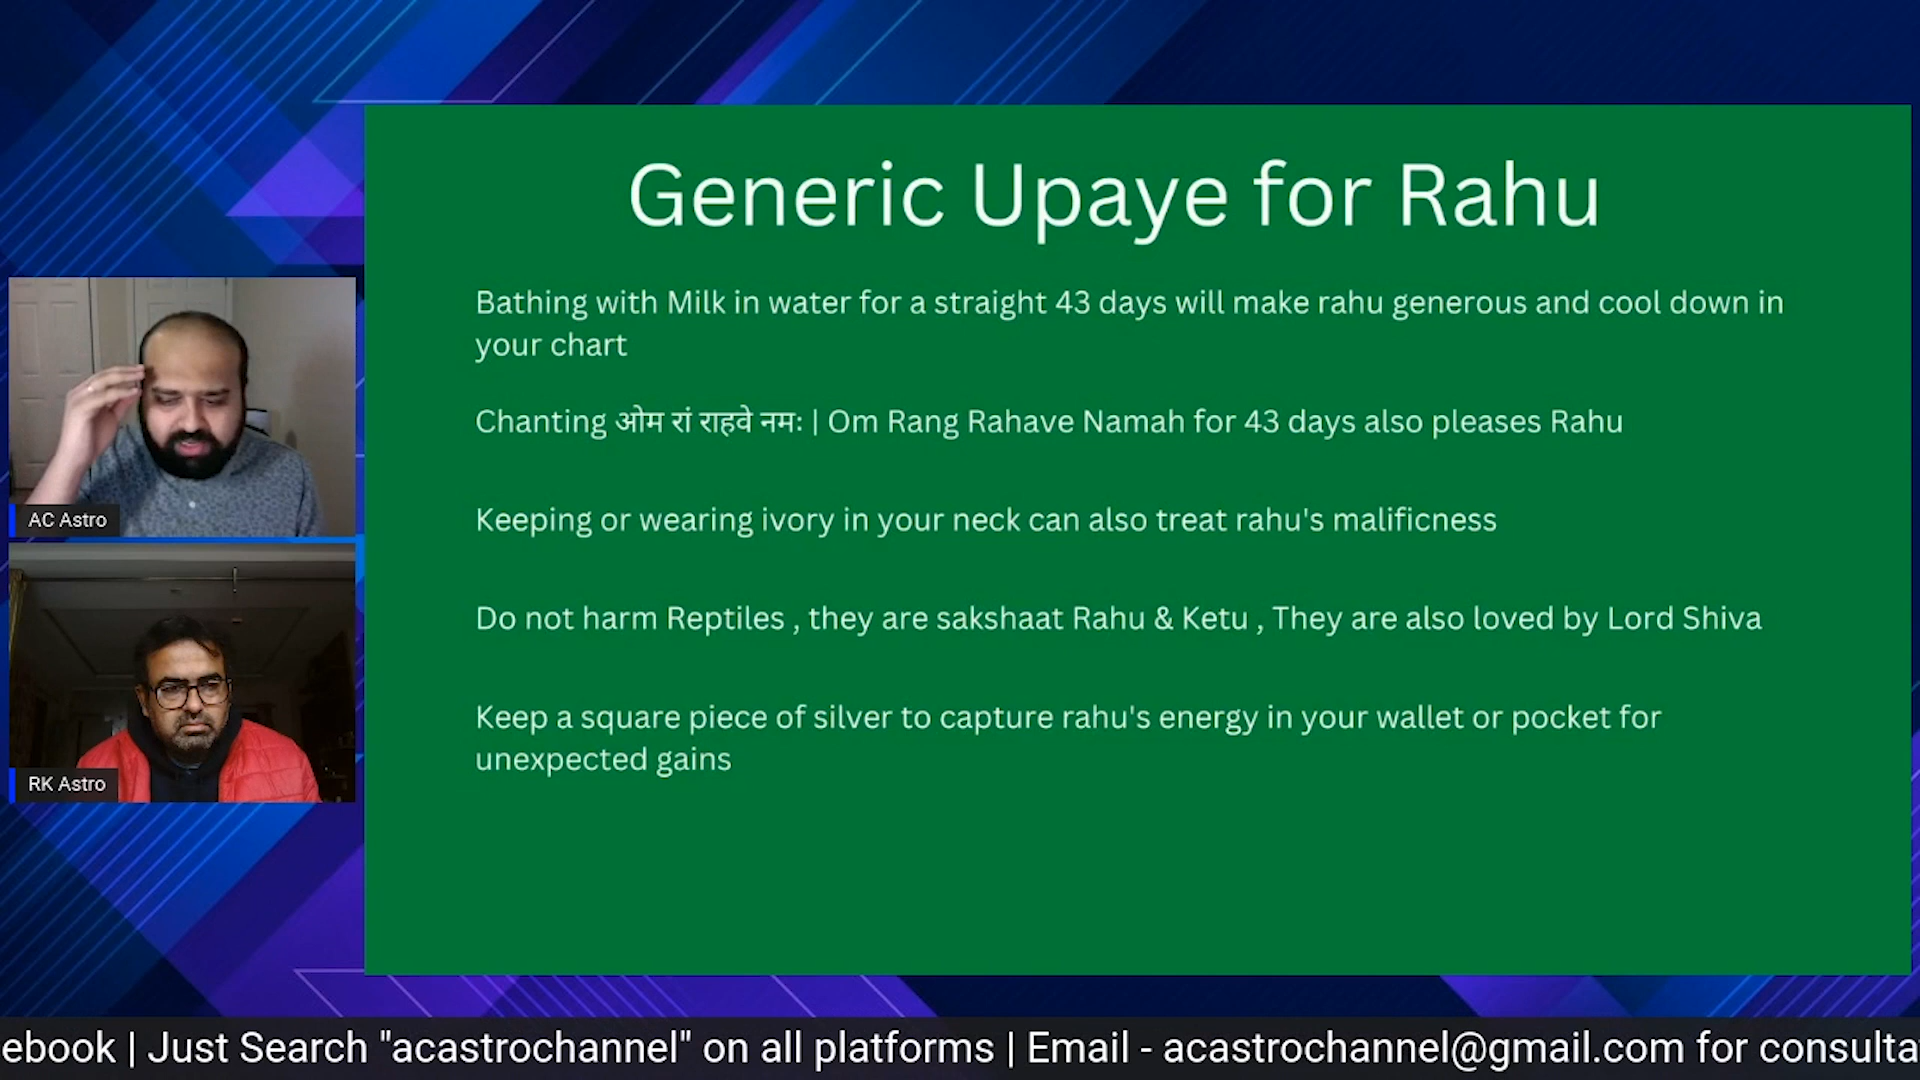 Generic Upaye for Rahu
Bathing with Milk in water for a straight 43 days will make rahu generous and cool down in
your chart
Chanting ओम रां राहवे नमः | Om Rang Rahave Namah for 43 days also pleases Rahu
Keeping or wearing ivory in your neck can also treat rahu's malificness
Do not harm Reptiles , they are sakshaat Rahu & Ketu , They are also loved by Lord Shiva
Keep a square piece of silver to capture rahu's energy in your wallet or pocket for
unexpected gains
AC Astro
RK Astro
ebook | Just Search "acastrochannel" on all platforms | Email - acastrochannel@gmail.com for consulta